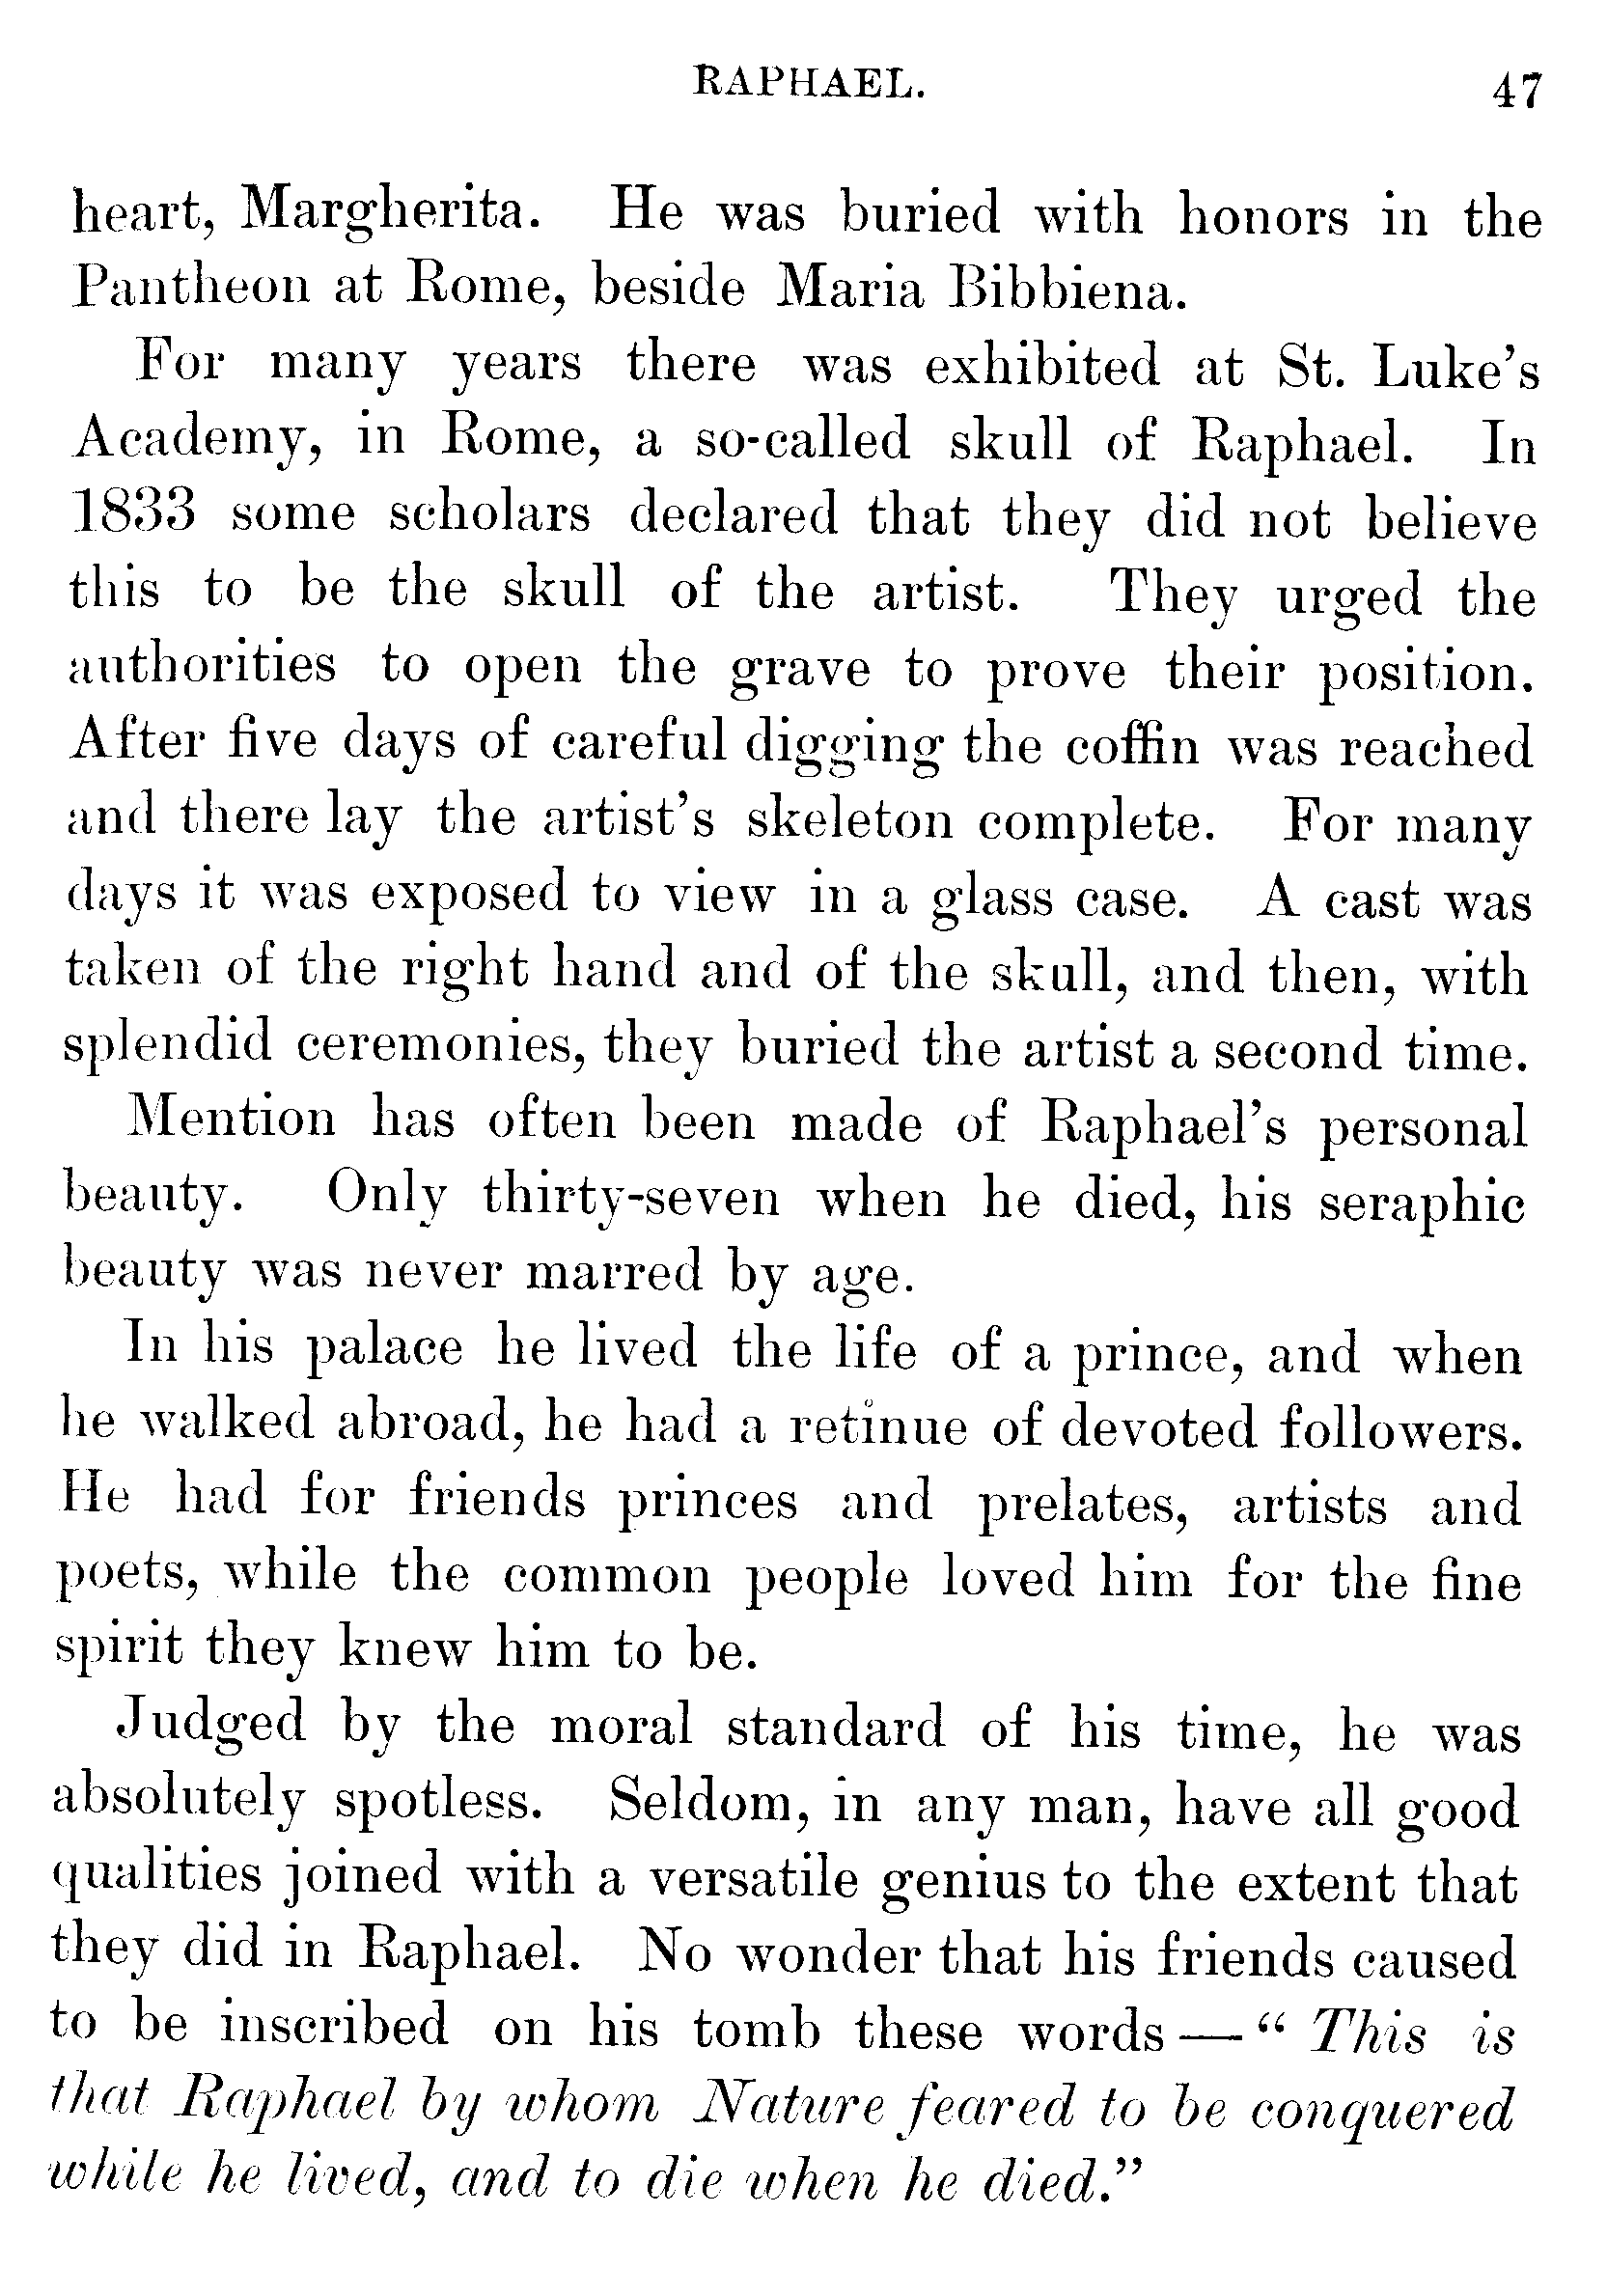 RAPHAEL. 47
heart, Margherita. He was buried with honors in the
Pantheon at Rome, beside Maria Bibbiena.
For many years there was exhibited at St. Luke's
Academy, in Rome, a so-called skull of Raphael. In
1833 some scholars declared that they did not believe
this to be the skull of the artist. They urged the
authorities to open the grave to prove their position.
After five days of careful digging the coffin was reached
and there lay the artist's skeleton complete. For many
days it was exposed to view in a glass case. A cast was
taken of the right hand and of the skull, and then, with
splendid ceremonies, they buried the artist a second time.
Mention has often been made of Raphael's personal
beauty. Only thirty-seven when he died, his seraphic
beauty was never marred by age.
In his palace he lived the life of a prince, and when
he walked abroad, he had a retinue of devoted followers.
He had for friends princes and prelates, artists and
poets, while the common people loved him for the fine
spirit they knew him to be.
Judged by the moral standard of his time, he was
absolutely spotless. Seldom, in any man, have all good
qualities joined with a versatile genius to the extent that
they did in Raphael. No wonder that his friends caused
to be inscribed on his tomb these words — “ This is
that Raphael by whom Nature feared to be conquered
while he lived, and to die when he died.”